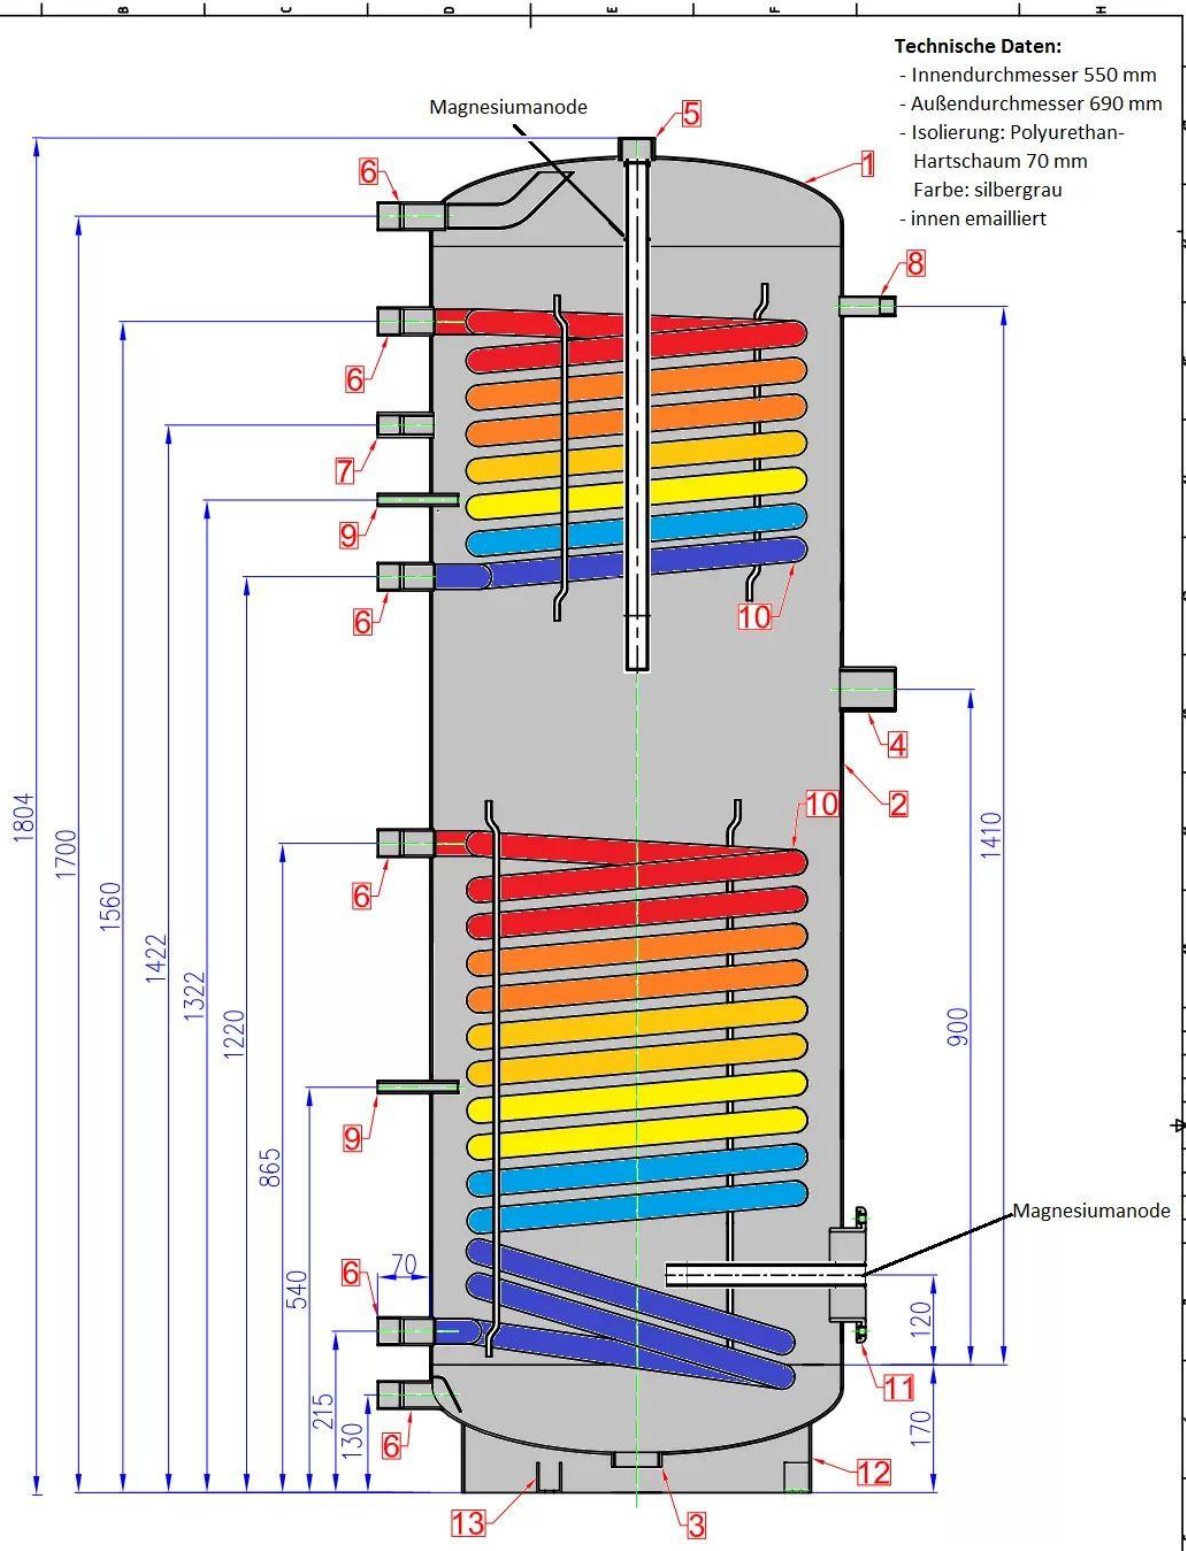 B
C
D
E
F
H
Technische Daten:
- Innendurchmesser 550 mm
- Außendurchmesser 690 mm
- Isolierung: Polyurethan-
Hartschaum 70 mm
Farbe: silbergrau
- innen emailliert
Magnesiumanode
5
1
6
8
6
7
9
6
10
4
10
2
6
9
6
70
Magnesiumanode
11
6
12
13
3
1804
1700
1560
1422
1322
1220
865
540
215
130
1410
900
120
170